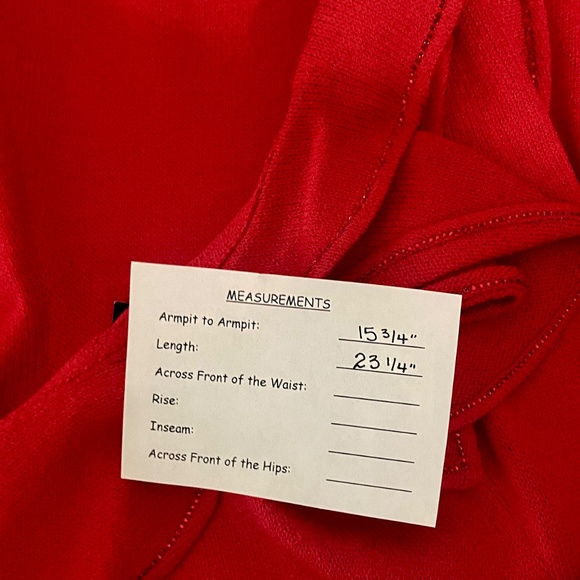 MEASUREMENTS
Armpit to Armpit: 15 3/4"
Length: 23 1/4"
Across Front of the Waist:
Rise:
Inseam:
Across Front of the Hips: